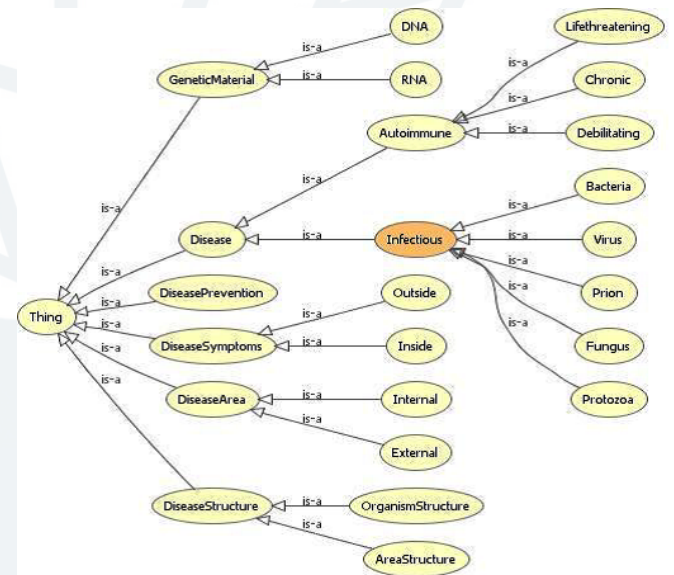 DNA
Lifethreatening
is-a
is-a
GeneticMaterial
is-a
RNA
Chronic
is-a
Autoimmune
is-a
Debilitating
Bacteria
is-a
is-a
is-a
Disease
is-a
Infectious
is-a
Virus
is-a
is-a
DiseasePrevention
Outside
Prion
is-a
is-a
Thing
is-a
is-a
is-a
DiseaseSymptoms
is-a
Inside
Fungus
is-a
is-a
DiseaseArea
is-a
Internal
Protozoa
is-a
External
DiseaseStructure
is-a
OrganismStructure
is-a
AreaStructure